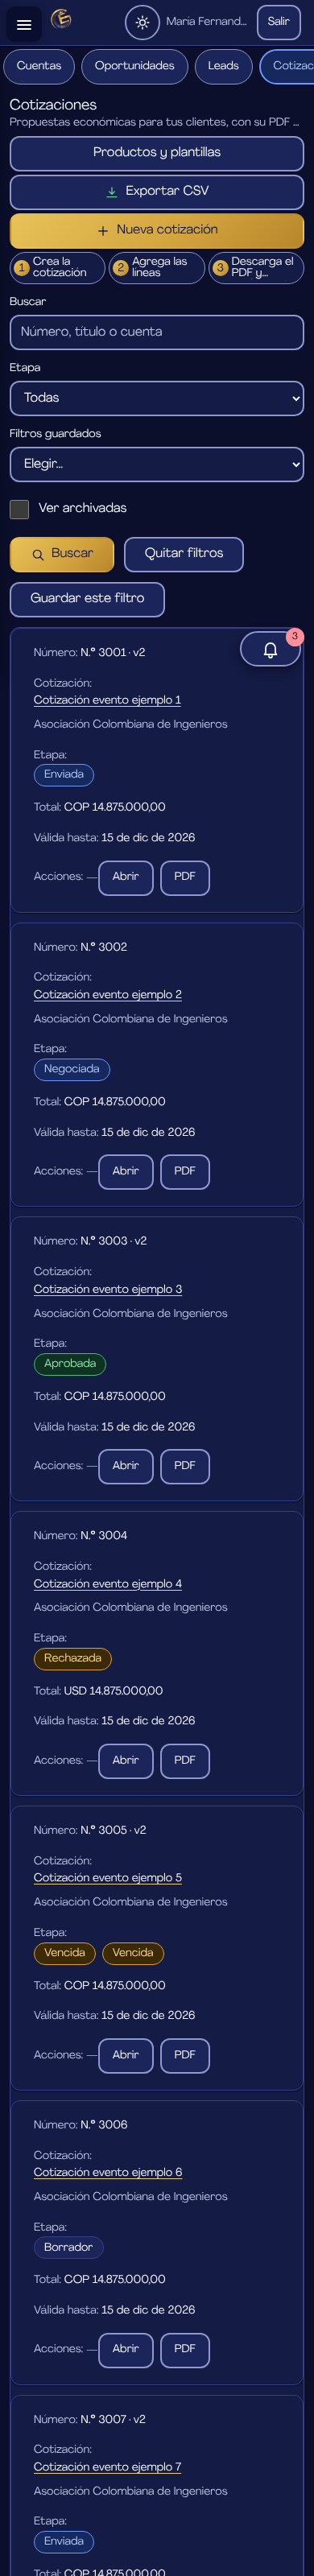 María Fernand...
Salir
Cuentas
Oportunidades
Leads
Cotizac
Cotizaciones
Propuestas económicas para tus clientes, con su PDF ...
Productos y plantillas
Exportar CSV
Nueva cotización
1 Crea la cotización
2 Agrega las líneas
3 Descarga el PDF y...
Buscar
Número, título o cuenta
Etapa
Todas
Filtros guardados
Elegir...
Ver archivadas
Buscar
Quitar filtros
Guardar este filtro
3
Número: N.º 3001 · v2
Cotización:
Cotización evento ejemplo 1
Asociación Colombiana de Ingenieros
Etapa:
Enviada
Total: COP 14.875.000,00
Válida hasta: 15 de dic de 2026
Acciones: — Abrir PDF
Número: N.º 3002
Cotización:
Cotización evento ejemplo 2
Asociación Colombiana de Ingenieros
Etapa:
Negociada
Total: COP 14.875.000,00
Válida hasta: 15 de dic de 2026
Acciones: — Abrir PDF
Número: N.º 3003 · v2
Cotización:
Cotización evento ejemplo 3
Asociación Colombiana de Ingenieros
Etapa:
Aprobada
Total: COP 14.875.000,00
Válida hasta: 15 de dic de 2026
Acciones: — Abrir PDF
Número: N.º 3004
Cotización:
Cotización evento ejemplo 4
Asociación Colombiana de Ingenieros
Etapa:
Rechazada
Total: USD 14.875.000,00
Válida hasta: 15 de dic de 2026
Acciones: — Abrir PDF
Número: N.º 3005 · v2
Cotización:
Cotización evento ejemplo 5
Asociación Colombiana de Ingenieros
Etapa:
Vencida Vencida
Total: COP 14.875.000,00
Válida hasta: 15 de dic de 2026
Acciones: — Abrir PDF
Número: N.º 3006
Cotización:
Cotización evento ejemplo 6
Asociación Colombiana de Ingenieros
Etapa:
Borrador
Total: COP 14.875.000,00
Válida hasta: 15 de dic de 2026
Acciones: — Abrir PDF
Número: N.º 3007 · v2
Cotización:
Cotización evento ejemplo 7
Asociación Colombiana de Ingenieros
Etapa:
Enviada
Total: COP 14.875.000,00